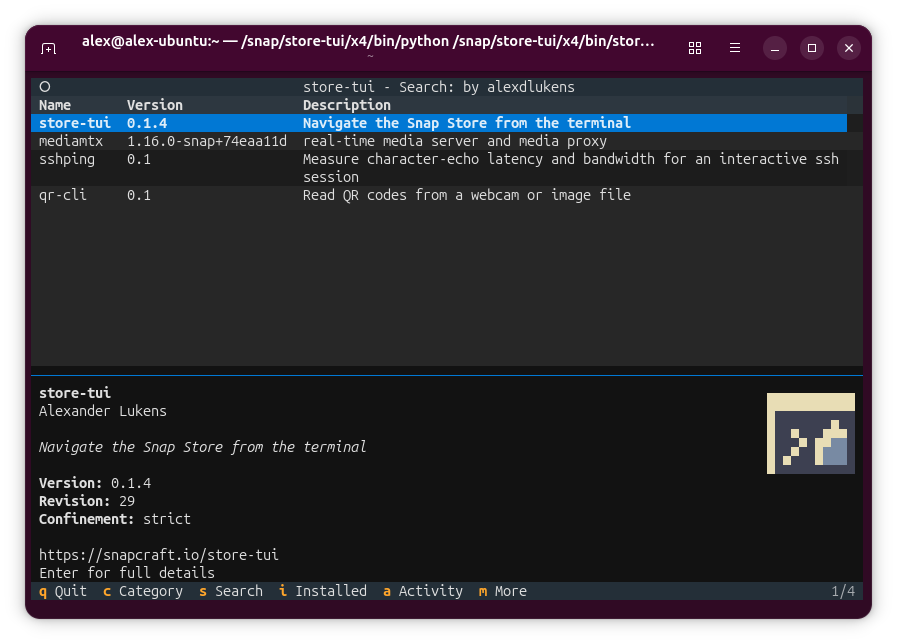 alex@alex-ubuntu:~ — /snap/store-tui/x4/bin/python /snap/store-tui/x4/bin/stor…
~
store-tui - Search: by alexdlukens
Name Version Description
store-tui 0.1.4 Navigate the Snap Store from the terminal
mediamtx 1.16.0-snap+74eaa11d real-time media server and media proxy
sshping 0.1 Measure character-echo latency and bandwidth for an interactive ssh
session
qr-cli 0.1 Read QR codes from a webcam or image file
store-tui
Alexander Lukens
Navigate the Snap Store from the terminal
Version: 0.1.4
Revision: 29
Confinement: strict
https://snapcraft.io/store-tui
Enter for full details
q Quit c Category s Search i Installed a Activity m More 1/4